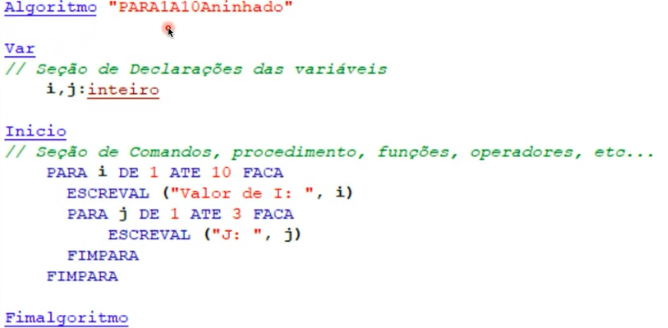 Algoritmo "PARA1A10Aninhado"
Var
// Seção de Declarações das variáveis
i,j:inteiro
Inicio
// Seção de Comandos, procedimento, funções, operadores, etc...
PARA i DE 1 ATE 10 FACA
ESCREVAL ("Valor de I: ", i)
PARA j DE 1 ATE 3 FACA
ESCREVAL ("J: ", j)
FIMPARA
FIMPARA
Fimalgoritmo